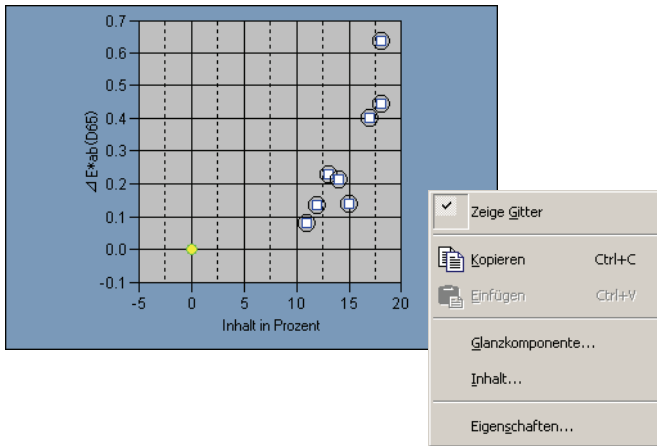 0.7
0.6
0.5
0.4
0.3
0.2
0.1
0.0
-0.1
⊿E*ab(D65)
-5 0 5 10 15 20
Inhalt in Prozent
Zeige Gitter
Kopieren Ctrl+C
Einfügen Ctrl+V
Glanzkomponente...
Inhalt...
Eigenschaften...